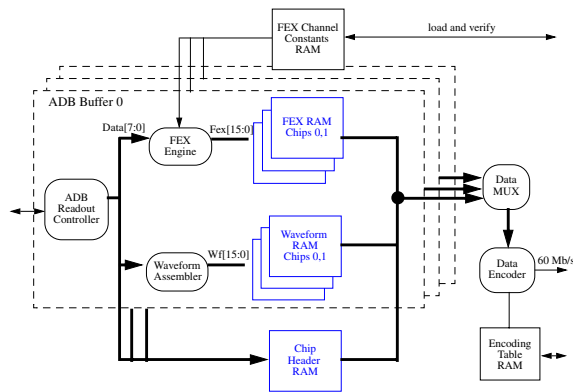 FEX Channel
Constants
RAM
load and verify
ADB Buffer 0
Data[7:0]
FEX
Engine
Fex[15:0]
FEX RAM
Chips 0,1
ADB
Readout
Controller
Data
MUX
Waveform
Assembler
Wf[15:0]
Waveform
RAM
Chips 0,1
Data
Encoder
60 Mb/s
Chip
Header
RAM
Encoding
Table
RAM